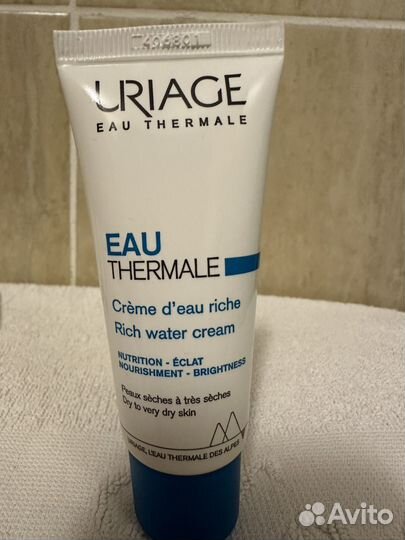 URIAGE
EAU THERMALE
EAU
THERMALE
Crème d'eau riche
Rich water cream
NUTRITION - ÉCLAT
NOURISHMENT - BRIGHTNESS
Peaux sèches à très sèches
Dry to very dry skin
URIAGE, L'EAU THERMALE DES ALPES
Avito